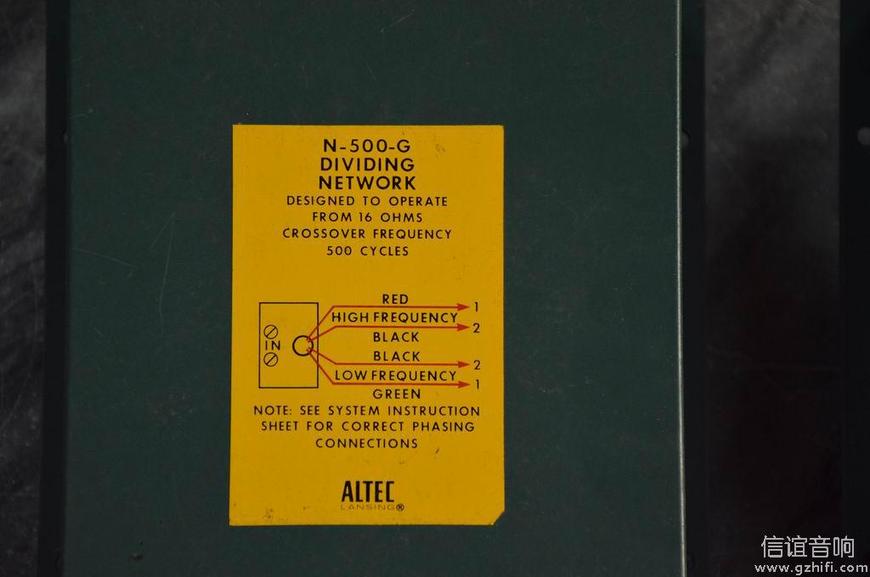 N-500-G
DIVIDING
NETWORK
DESIGNED TO OPERATE
FROM 16 OHMS
CROSSOVER FREQUENCY
500 CYCLES
RED
1
HIGH FREQUENCY
2
BLACK
IN
BLACK
2
LOW FREQUENCY
1
GREEN
NOTE: SEE SYSTEM INSTRUCTION
SHEET FOR CORRECT PHASING
CONNECTIONS
ALTEC
LANSING®
信谊音响
www.gzhifi.com